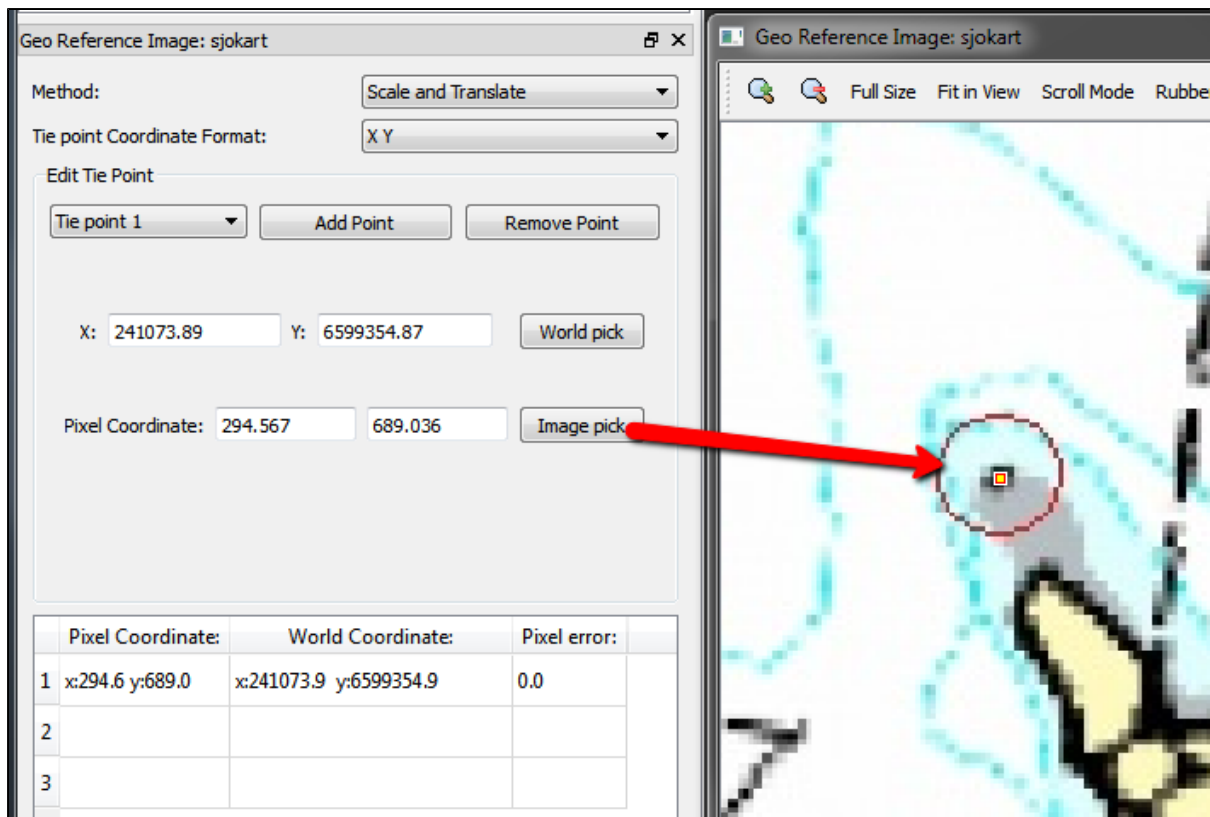 Geo Reference Image: sjokart
Method: Scale and Translate
Tie point Coordinate Format: X Y
Edit Tie Point
Tie point 1 Add Point Remove Point
X: 241073.89 Y: 6599354.87 World pick
Pixel Coordinate: 294.567 689.036 Image pick
Pixel Coordinate: World Coordinate: Pixel error:
1 x:294.6 y:689.0 x:241073.9 y:6599354.9 0.0
2
3
Geo Reference Image: sjokart
Full Size Fit in View Scroll Mode Rubbe